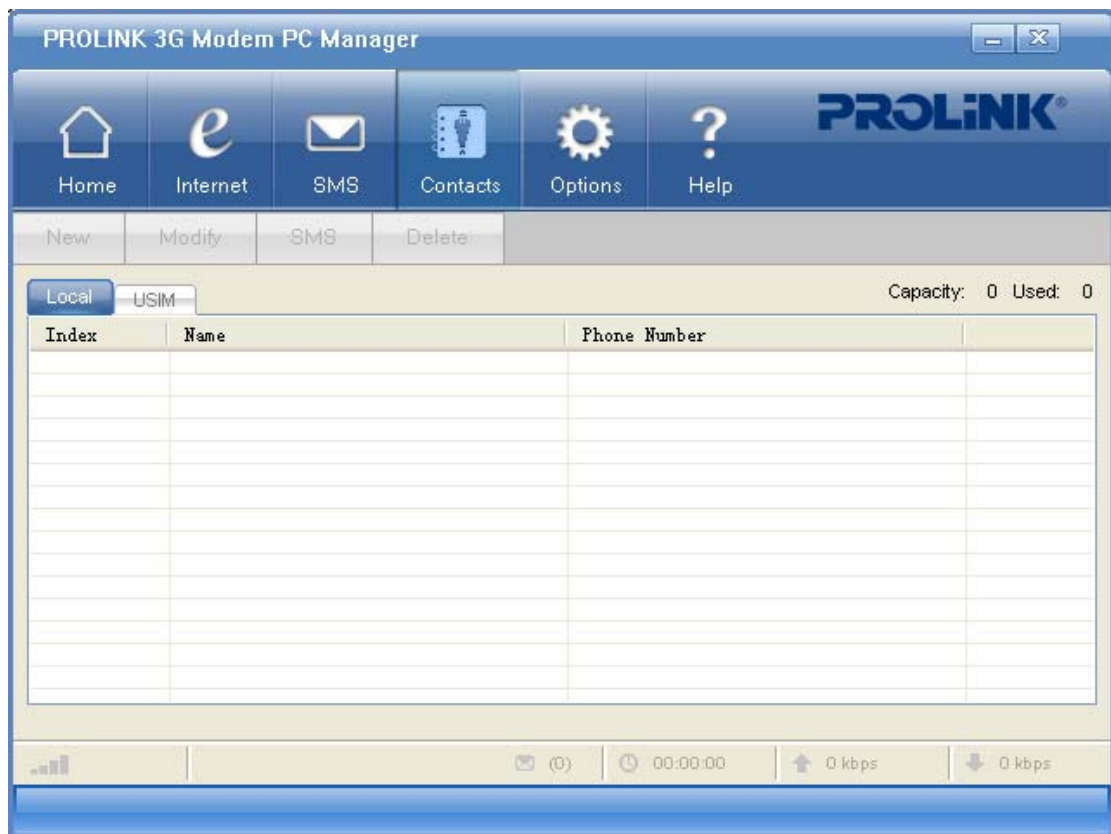 PROLINK 3G Modem PC Manager
PROLiNK®
Home Internet SMS Contacts Options Help
New Modify SMS Delete
Local USIM Capacity: 0 Used: 0
Index Name Phone Number
(0) 00:00:00 0 kbps 0 kbps